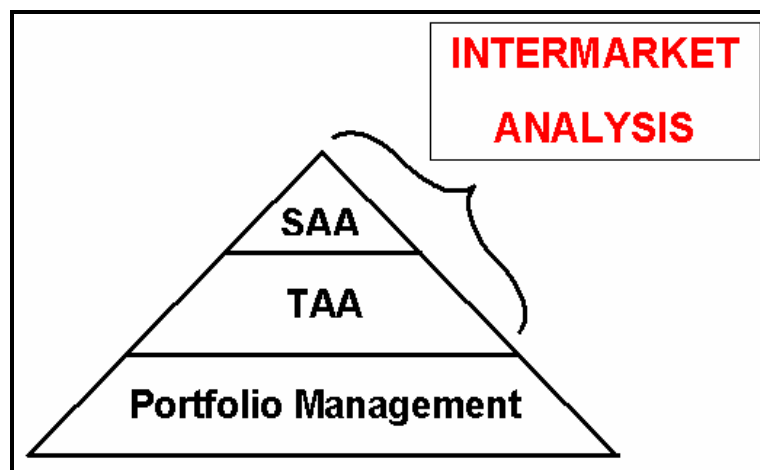 INTERMARKET
ANALYSIS
SAA
TAA
Portfolio Management